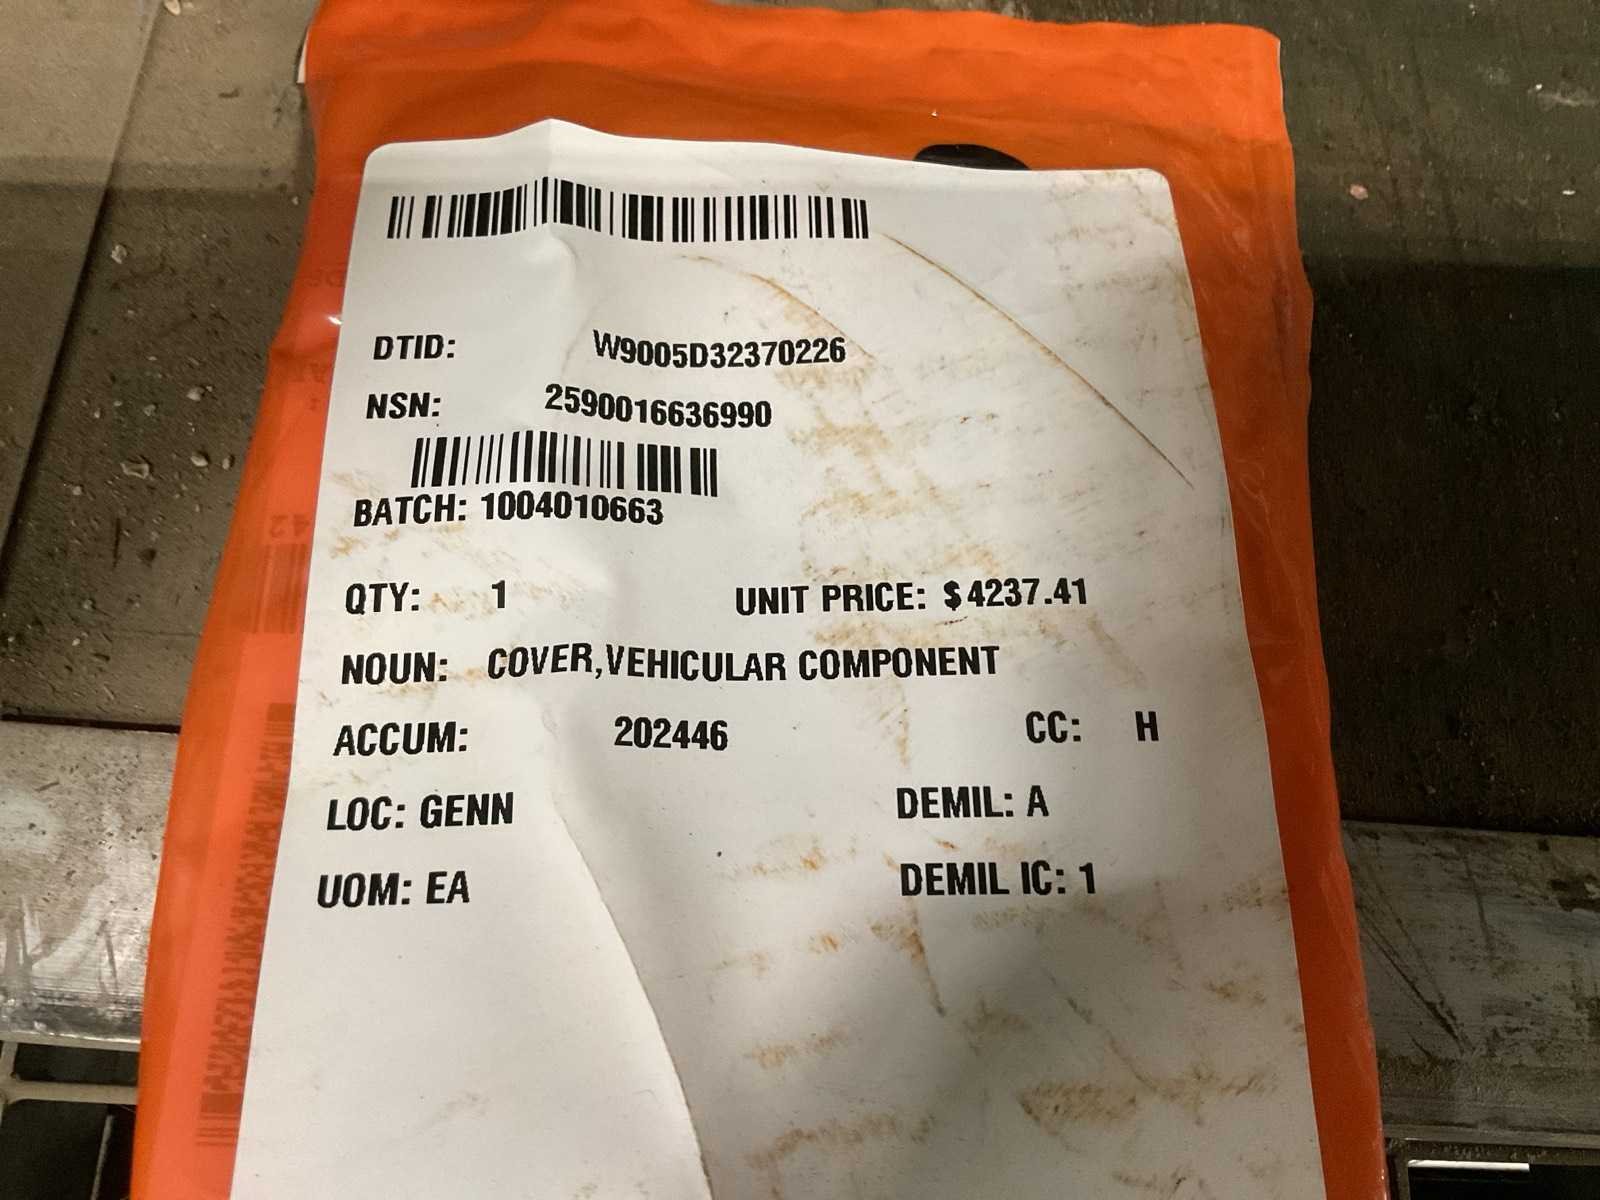 DTID: W9005D32370226
NSN: 2590016636990
BATCH: 1004010663
QTY: 1 UNIT PRICE: $4237.41
NOUN: COVER,VEHICULAR COMPONENT
ACCUM: 202446 CC: H
LOC: GENN DEMIL: A
UOM: EA DEMIL IC: 1